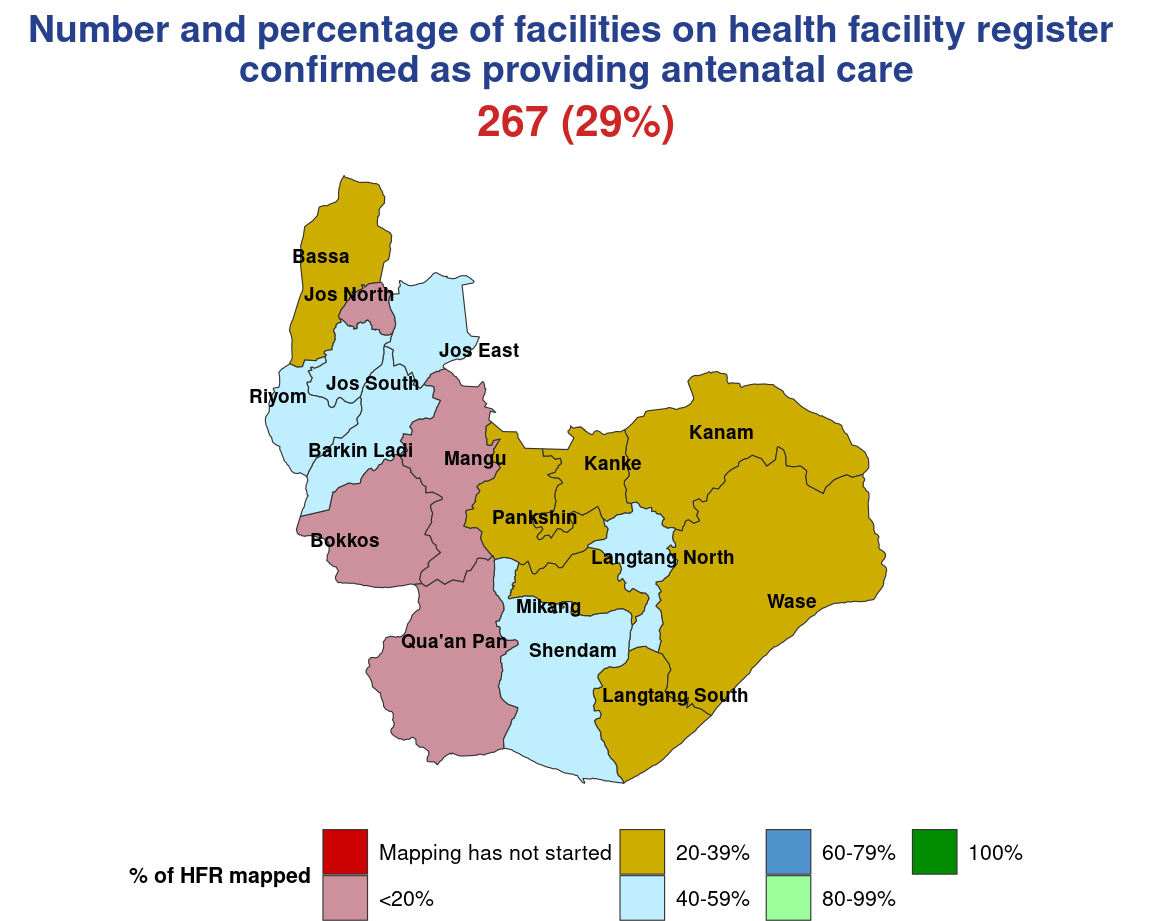 Number and percentage of facilities on health facility register
confirmed as providing antenatal care
267 (29%)
Bassa
Jos North
Jos East
Jos South
Riyom
Kanam
Barkin Ladi
Mangu
Kanke
Pankshin
Bokkos
Langtang North
Wase
Mikang
Qua'an Pan
Shendam
Langtang South
% of HFR mapped
Mapping has not started
<20%
20-39%
40-59%
60-79%
80-99%
100%